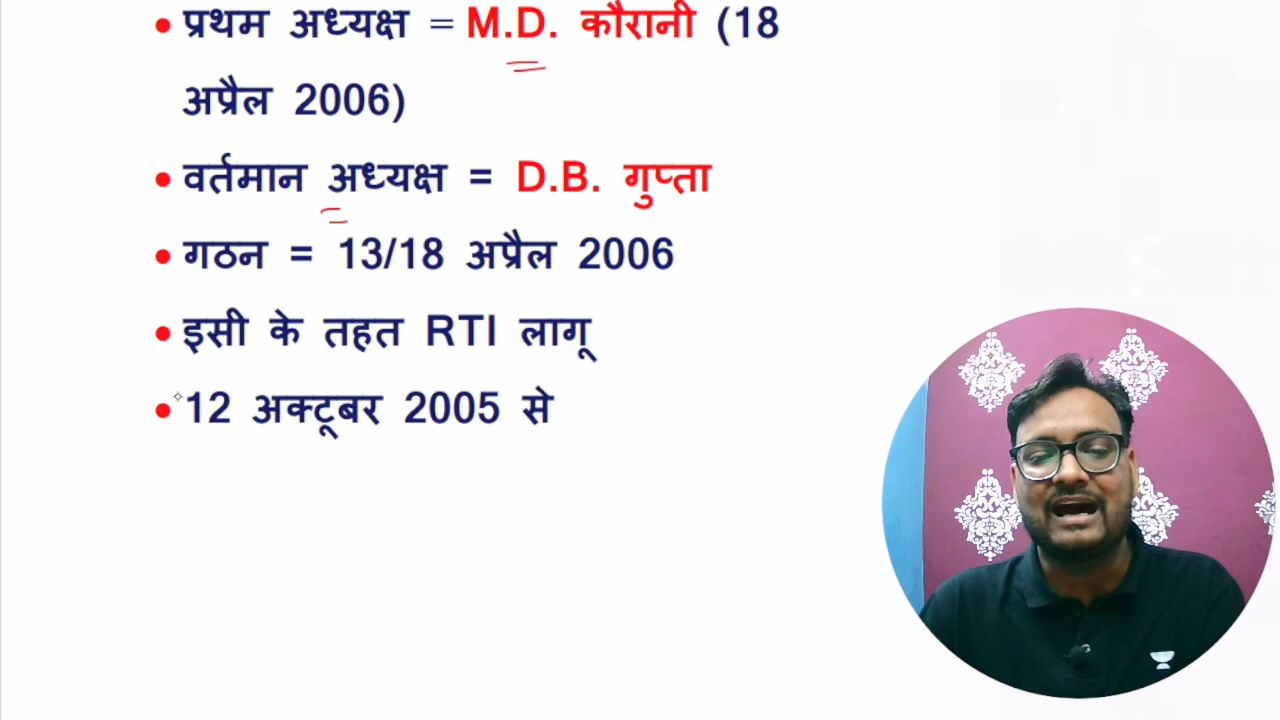 • प्रथम अध्यक्ष = M.D. कौरानी (18
अप्रैल 2006)
• वर्तमान अध्यक्ष = D.B. गुप्ता
• गठन = 13/18 अप्रैल 2006
• इसी के तहत RTI लागू
• 12 अक्टूबर 2005 से